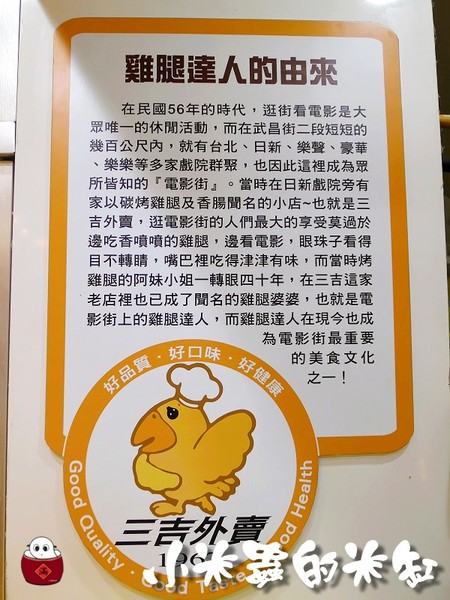 雞腿達人的由來
在民國56年的時代，逛街看電影是大
眾唯一的休閒活動，而在武昌街二段短短的
幾百公尺內，就有台北、日新、樂聲、豪華
、樂樂等多家戲院群聚，也因此這裡成為眾
所皆知的『電影街』。當時在日新戲院旁有
家以碳烤雞腿及香腸聞名的小店~也就是三
吉外賣，逛電影街的人們最大的享受莫過於
邊吃香噴噴的雞腿，邊看電影，眼珠子看得
目不轉睛，嘴巴裡吃得津津有味，而當時烤
雞腿的阿妹小姐一轉眼四十年，在三吉這家
老店裡也已成了聞名的雞腿婆婆，也就是電
影街上的雞腿達人，而雞腿達人在現今也成
為電影街最重要
的美食文化
之一！
好品質・好口味・好健康
三吉外賣
Good Quality · Good Taste Good Health
小米蟲的米缸